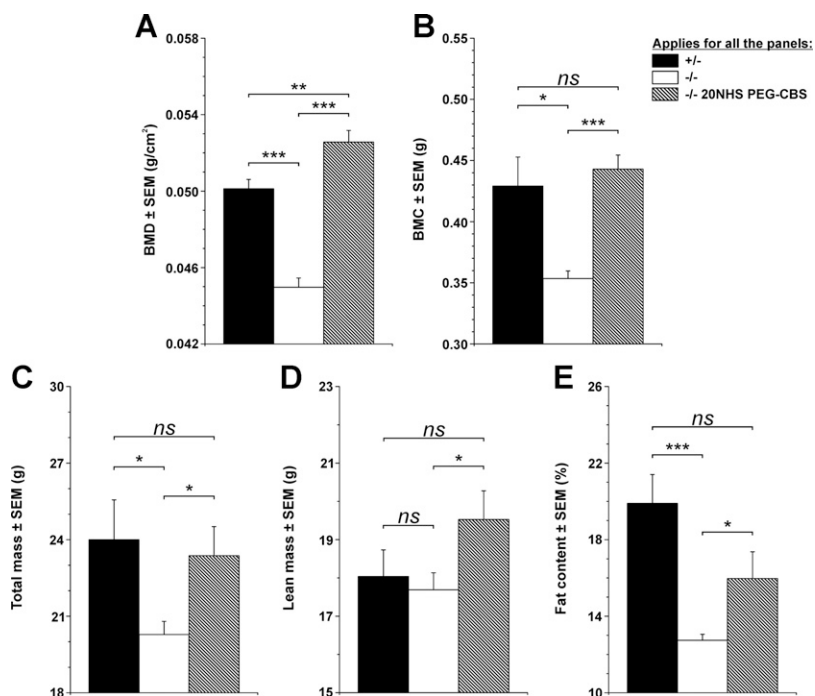 A
BMD ± SEM (g/cm²)
0.058
0.054
0.050
0.046
0.042
**
***
***
B
BMC ± SEM (g)
0.55
0.50
0.45
0.40
0.35
0.30
ns
*
***
Applies for all the panels:
+/-
-/-
-/- 20NHS PEG-CBS
C
Total mass ± SEM (g)
30
27
24
21
18
ns
*
*
D
Lean mass ± SEM (g)
23
21
19
17
15
ns
*
ns
E
Fat content ± SEM (%)
26
22
18
14
10
ns
***
*